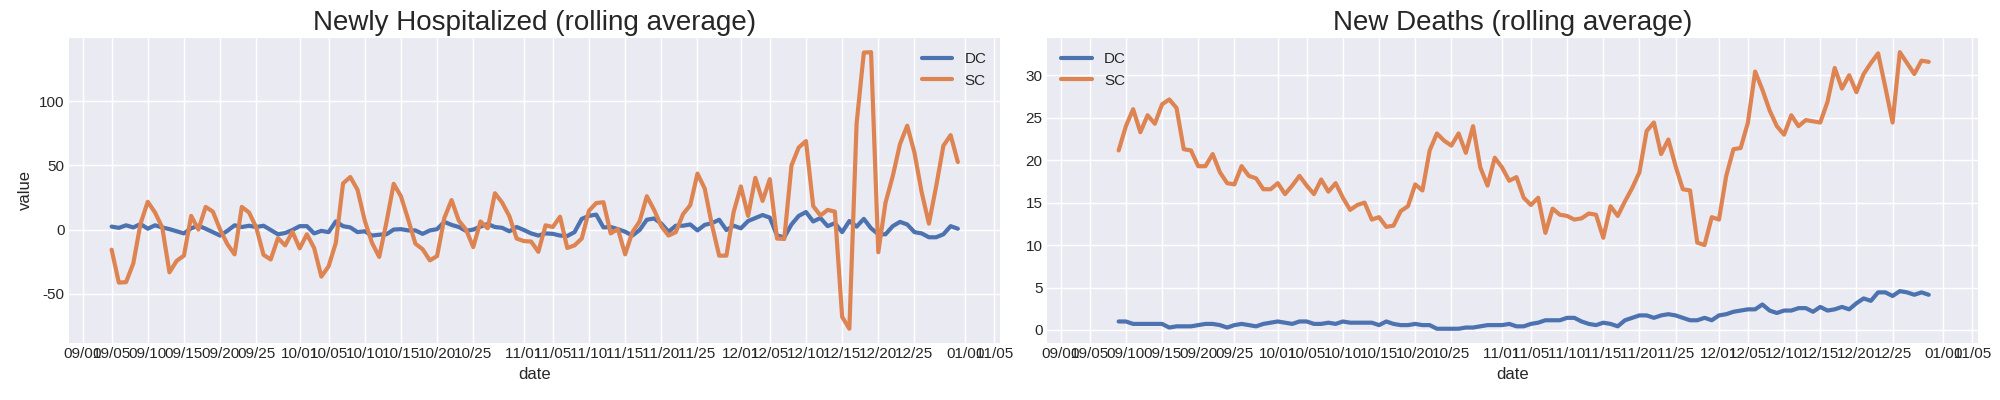 Newly Hospitalized (rolling average)
DC
SC
value
100
50
0
-50
09/01 09/05 09/10 09/15 09/20 09/25 10/01 10/05 10/10 10/15 10/20 10/25 11/01 11/05 11/10 11/15 11/20 11/25 12/01 12/05 12/10 12/15 12/20 12/25 01/01 01/05
date
New Deaths (rolling average)
DC
SC
30
25
20
15
10
5
0
09/01 09/05 09/10 09/15 09/20 09/25 10/01 10/05 10/10 10/15 10/20 10/25 11/01 11/05 11/10 11/15 11/20 11/25 12/01 12/05 12/10 12/15 12/20 12/25 01/01 01/05
date